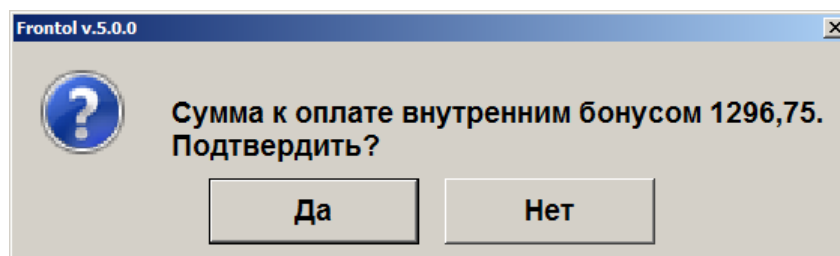 Frontol v.5.0.0
Сумма к оплате внутренним бонусом 1296,75.
Подтвердить?
Да
Нет